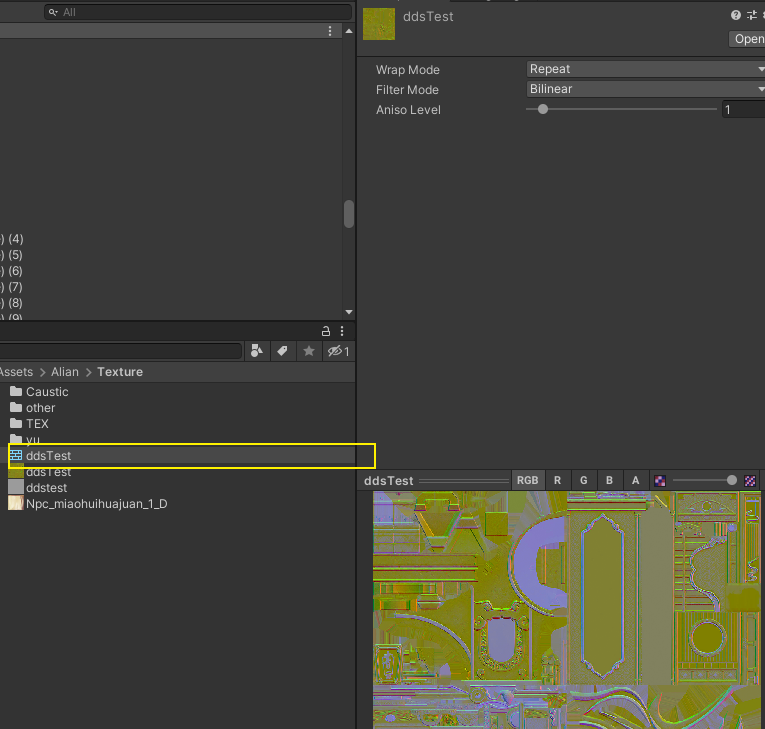 All
) (4)
) (5)
) (6)
) (7)
) (8)
) (9)
1
Assets > Alian > Texture
Caustic
other
TEX
yu
ddsTest
ddsTest
ddstest
Npc_miaohuihuajuan_1_D
ddsTest
Open
Wrap Mode Repeat
Filter Mode Bilinear
Aniso Level 1
ddsTest RGB R G B A